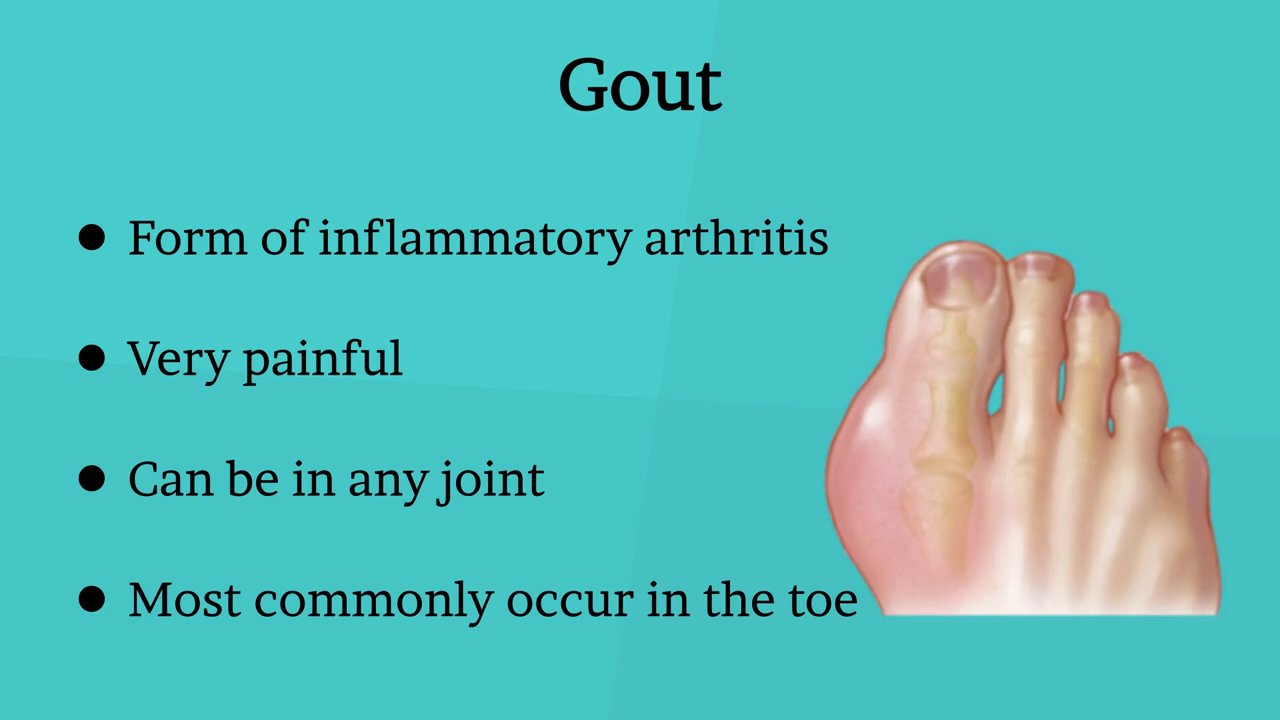 Gout
● Form of inflammatory arthritis
● Very painful
● Can be in any joint
● Most commonly occur in the toe